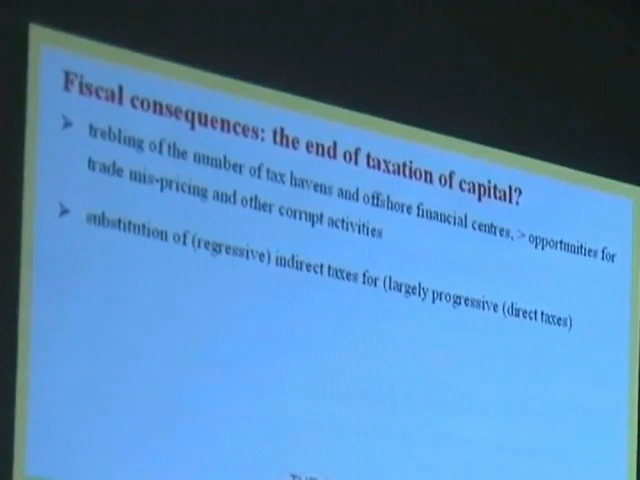 Fiscal consequences: the end of taxation of capital?
➢ trebling of the number of tax havens and offshore financial centres, > opportunities for
trade mis-pricing and other corrupt activities
➢ substitution of (regressive) indirect taxes for (largely progressive (direct taxes)